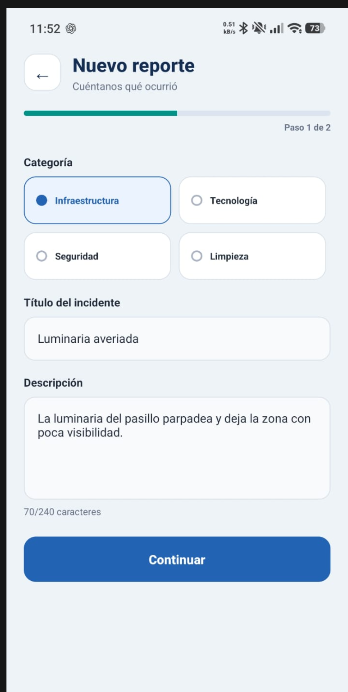 11:52
0.51
kB/s
73
←
Nuevo reporte
Cuéntanos qué ocurrió
Paso 1 de 2
Categoría
Infraestructura
Tecnología
Seguridad
Limpieza
Título del incidente
Luminaria averiada
Descripción
La luminaria del pasillo parpadea y deja la zona con
poca visibilidad.
70/240 caracteres
Continuar